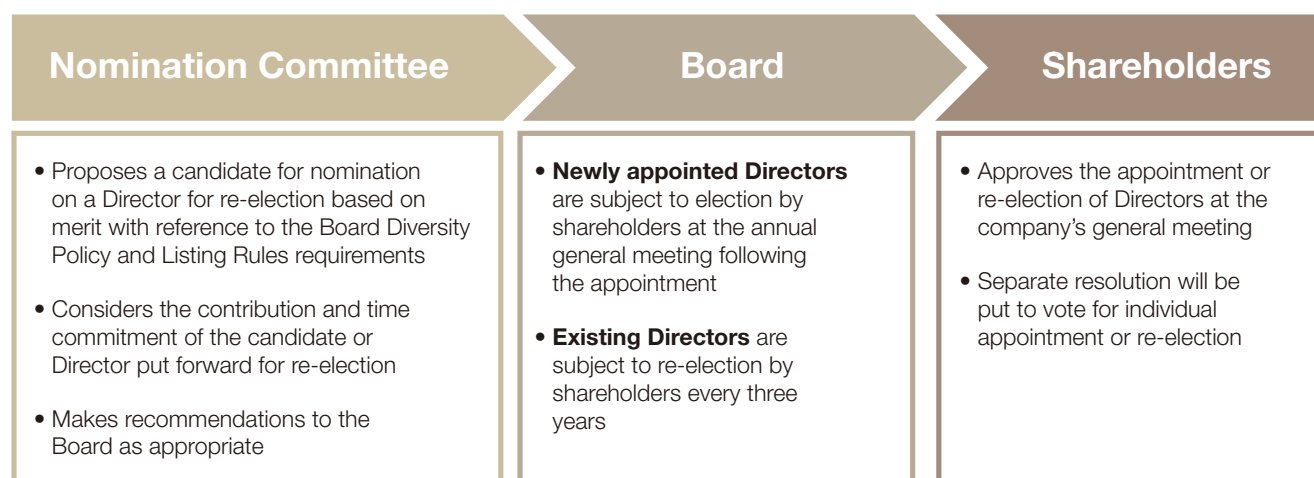 Nomination Committee
Board
Shareholders
• Proposes a candidate for nomination
on a Director for re-election based on
merit with reference to the Board Diversity
Policy and Listing Rules requirements
• Considers the contribution and time
commitment of the candidate or
Director put forward for re-election
• Makes recommendations to the
Board as appropriate
• Newly appointed Directors
are subject to election by
shareholders at the annual
general meeting following
the appointment
• Existing Directors are
subject to re-election by
shareholders every three
years
• Approves the appointment or
re-election of Directors at the
company's general meeting
• Separate resolution will be
put to vote for individual
appointment or re-election